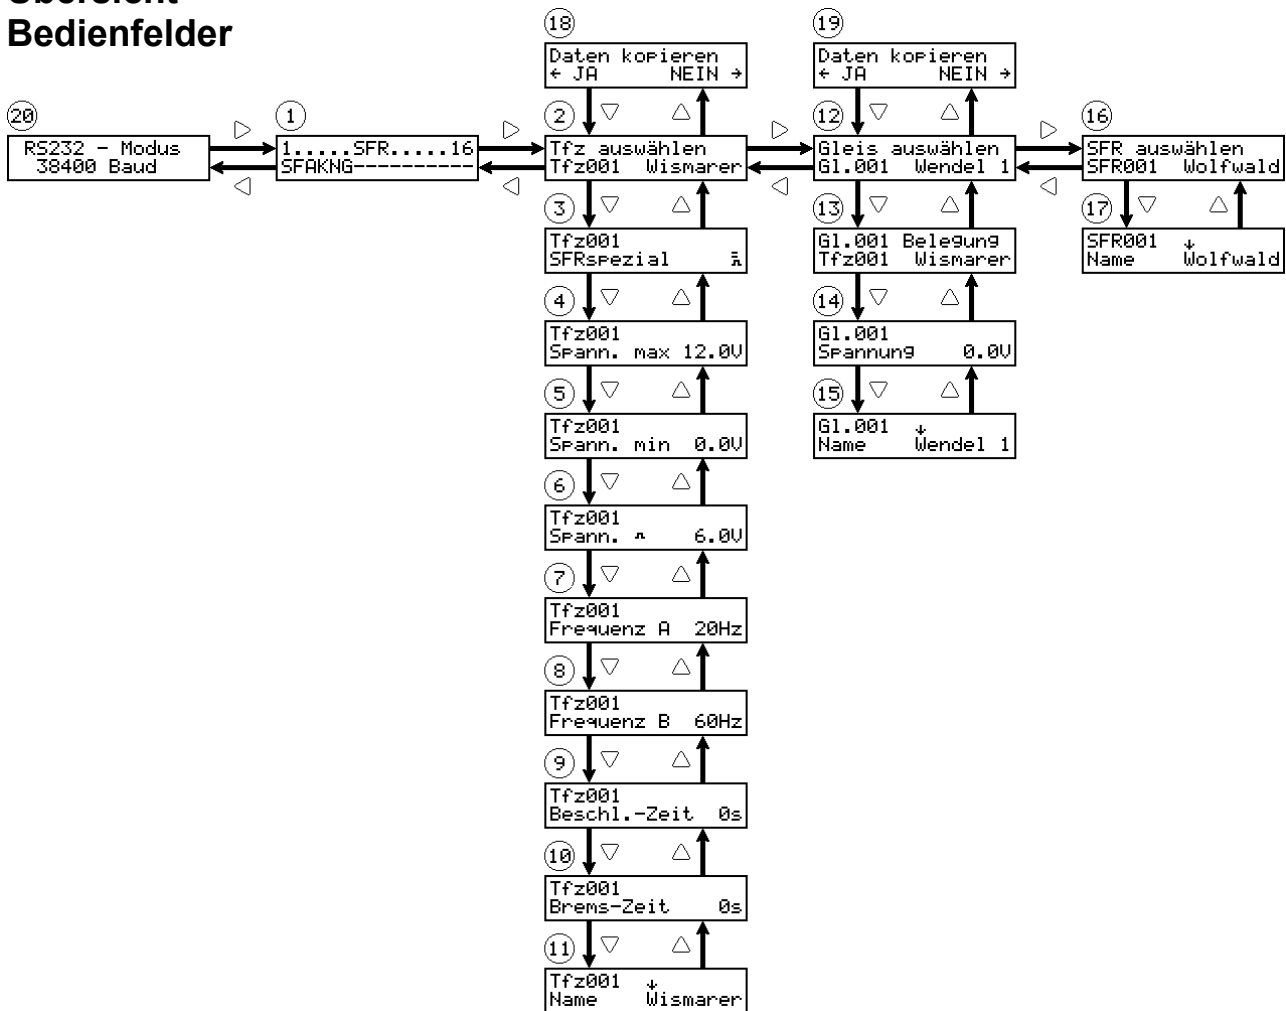 Übersicht
Bedienfelder
18
Daten kopieren
← JA NEIN →
19
Daten kopieren
← JA NEIN →
20
RS232 - Modus
38400 Baud
1
1.....SFR.....16
SFAKNG----------
2
Tfz auswählen
Tfz001 Wismarer
12
Gleis auswählen
Gl.001 Wendel 1
16
SFR auswählen
SFR001 Wolfwald
3
Tfz001
SFRspezial
13
Gl.001 Belegung
Tfz001 Wismarer
17
SFR001 ↓
Name Wolfwald
4
Tfz001
Spann. max 12.0V
14
Gl.001
Spannung 0.0V
5
Tfz001
Spann. min 0.0V
15
Gl.001 ↓
Name Wendel 1
6
Tfz001
Spann. 6.0V
7
Tfz001
Frequenz A 20Hz
8
Tfz001
Frequenz B 60Hz
9
Tfz001
Beschl.-Zeit 0s
10
Tfz001
Brems-Zeit 0s
11
Tfz001 ↓
Name Wismarer